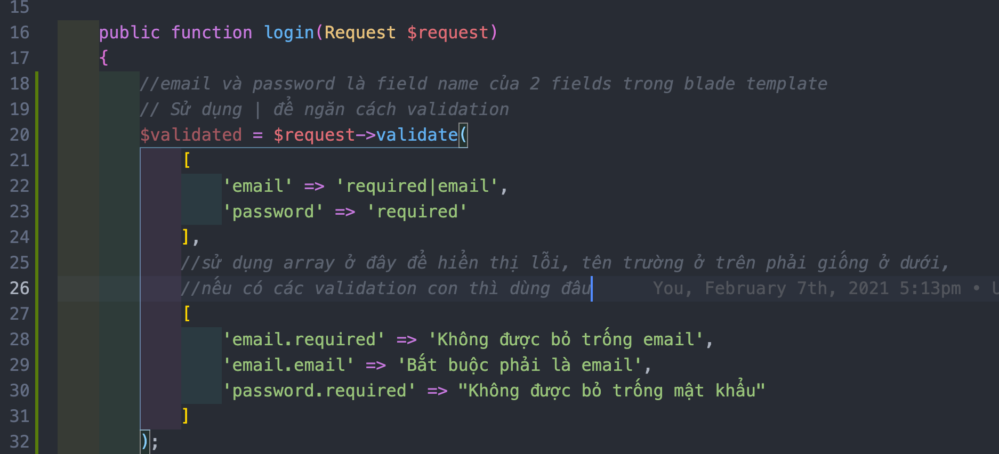 15
16 public function login(Request $request)
17 {
18 //email và password là field name của 2 fields trong blade template
19 // Sử dụng | để ngăn cách validation
20 $validated = $request->validate(
21 [
22 'email' => 'required|email',
23 'password' => 'required'
24 ],
25 //sử dụng array ở đây để hiển thị lỗi, tên trường ở trên phải giống ở dưới,
26 //nếu có các validation con thì dùng đâu You, February 7th, 2021 5:13pm •
27 [
28 'email.required' => 'Không được bỏ trống email',
29 'email.email' => 'Bắt buộc phải là email',
30 'password.required' => "Không được bỏ trống mật khẩu"
31 ]
32 );